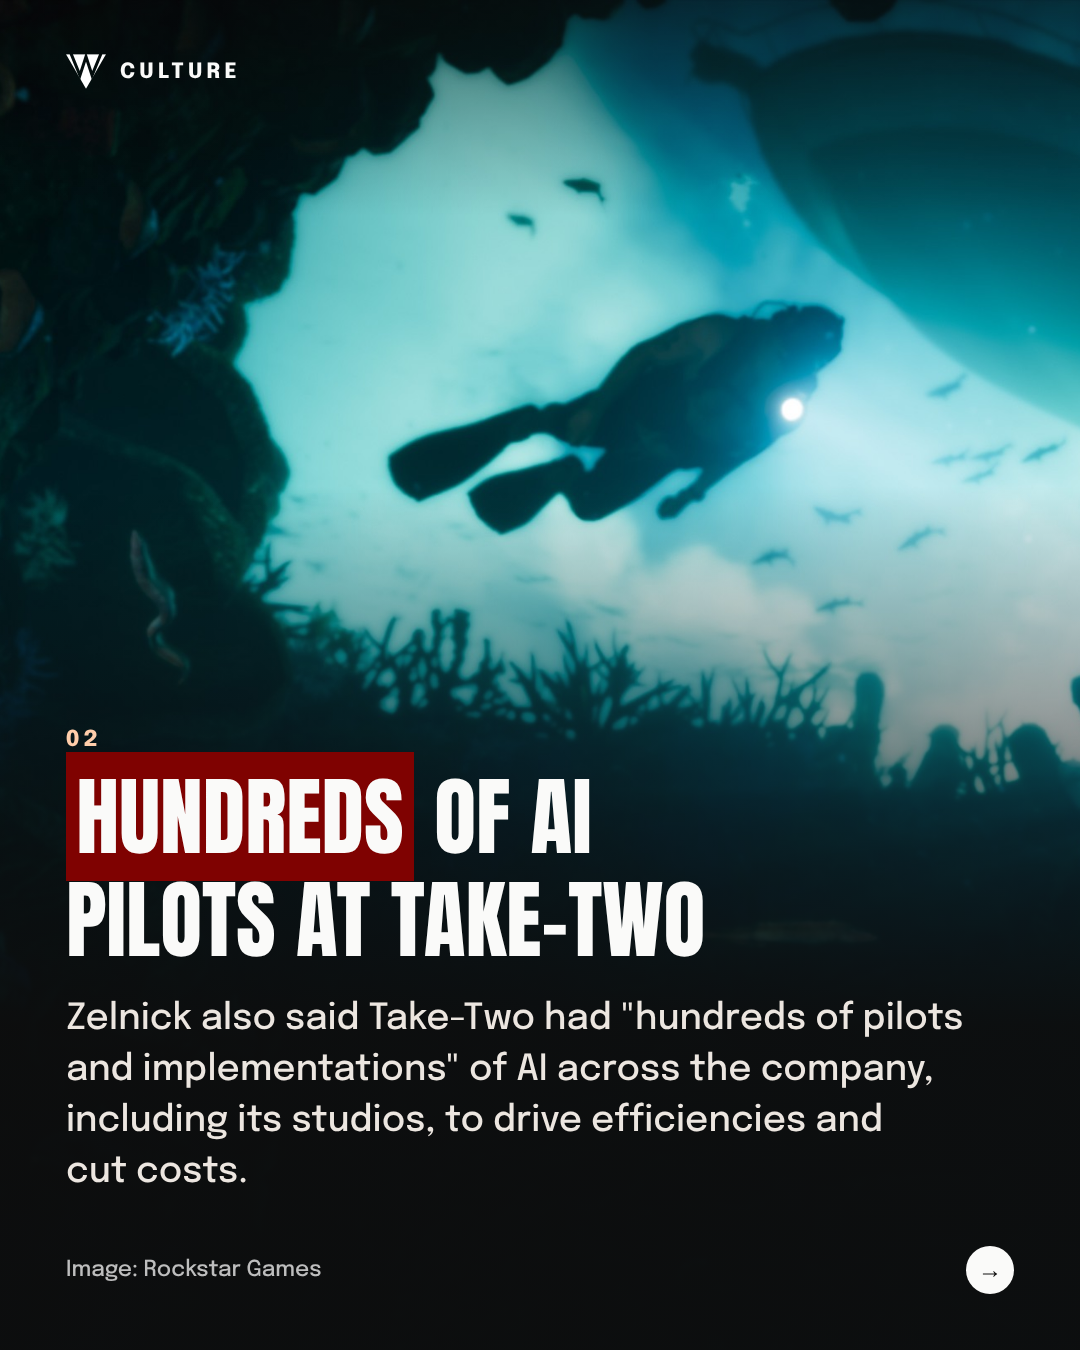 CULTURE
02
HUNDREDS OF AI
PILOTS AT TAKE-TWO
Zelnick also said Take-Two had "hundreds of pilots
and implementations" of AI across the company,
including its studios, to drive efficiencies and
cut costs.
Image: Rockstar Games
→